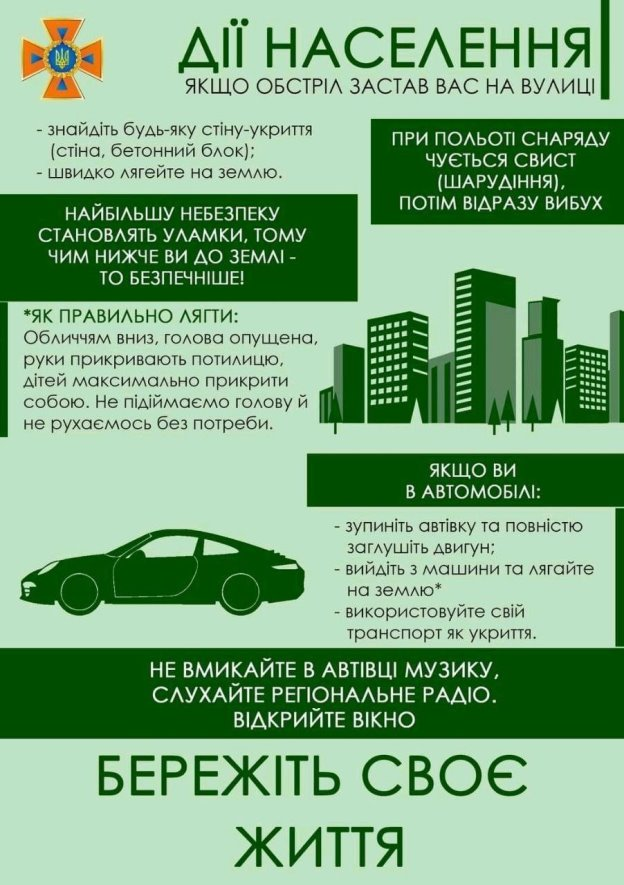 ДІЇ НАСЕЛЕННЯ
ЯКЩО ОБСТРІЛ ЗАСТАВ ВАС НА ВУЛИЦІ
- знайдіть будь-яку стіну-укриття
(стіна, бетонний блок);
- швидко лягейте на землю.
ПРИ ПОЛЬОТІ СНАРЯДУ
ЧУЄТЬСЯ СВИСТ
(ШАРУДІННЯ),
ПОТІМ ВІДРАЗУ ВИБУХ
НАЙБІЛЬШУ НЕБЕЗПЕКУ
СТАНОВЛЯТЬ УЛАМКИ, ТОМУ
ЧИМ НИЖЧЕ ВИ ДО ЗЕМЛІ -
ТО БЕЗПЕЧНІШЕ!
*ЯК ПРАВИЛЬНО ЛЯГТИ:
Обличчям вниз, голова опущена,
руки прикривають потилицю,
дітей максимально прикрити
собою. Не підіймаємо голову й
не рухаємось без потреби.
ЯКЩО ВИ
В АВТОМОБІЛІ:
- зупиніть автівку та повністю
заглушіть двигун;
- вийдіть з машини та лягайте
на землю*
- використовуйте свій
транспорт як укриття.
НЕ ВМИКАЙТЕ В АВТІВЦІ МУЗИКУ,
СЛУХАЙТЕ РЕГІОНАЛЬНЕ РАДІО.
ВІДКРИЙТЕ ВІКНО
БЕРЕЖІТЬ СВОЄ
ЖИТТЯ